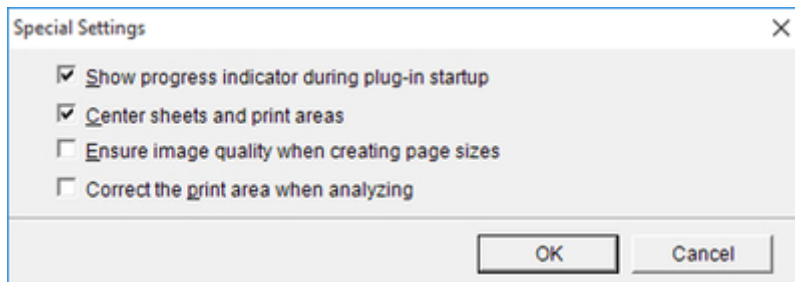 Special Settings
Show progress indicator during plug-in startup
Center sheets and print areas
Ensure image quality when creating page sizes
Correct the print area when analyzing
OK Cancel